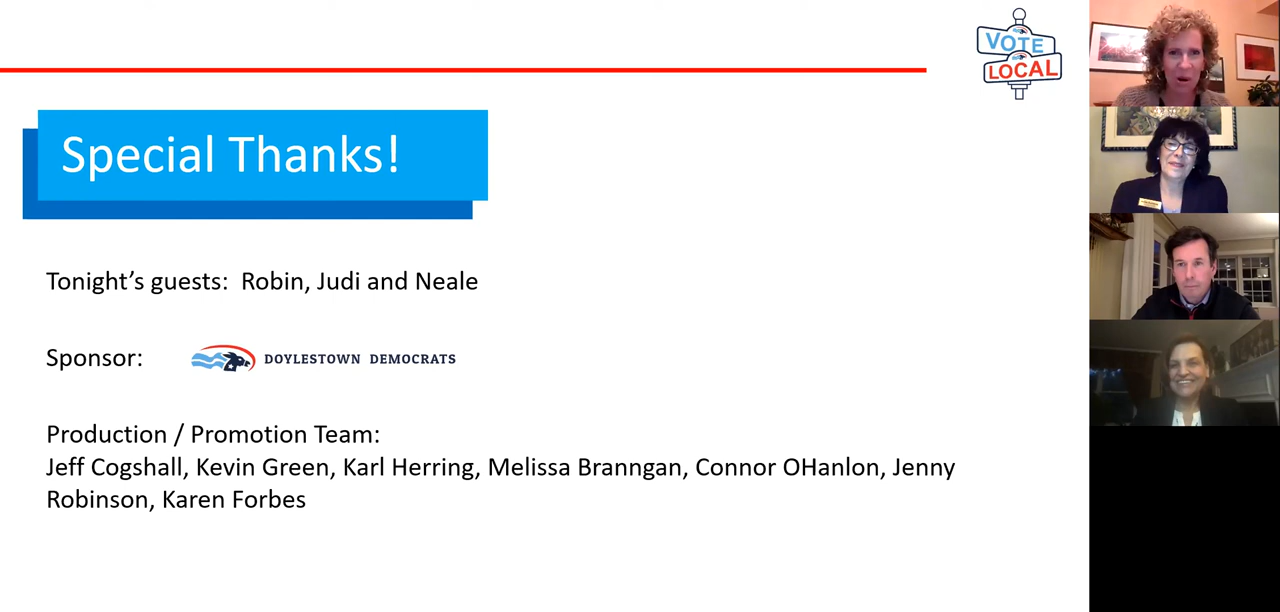 VOTE
LOCAL
Special Thanks!
Tonight’s guests:  Robin, Judi and Neale
Sponsor:
DOYLESTOWN DEMOCRATS
Production / Promotion Team:
Jeff Cogshall, Kevin Green, Karl Herring, Melissa Branngan, Connor OHanlon, Jenny
Robinson, Karen Forbes